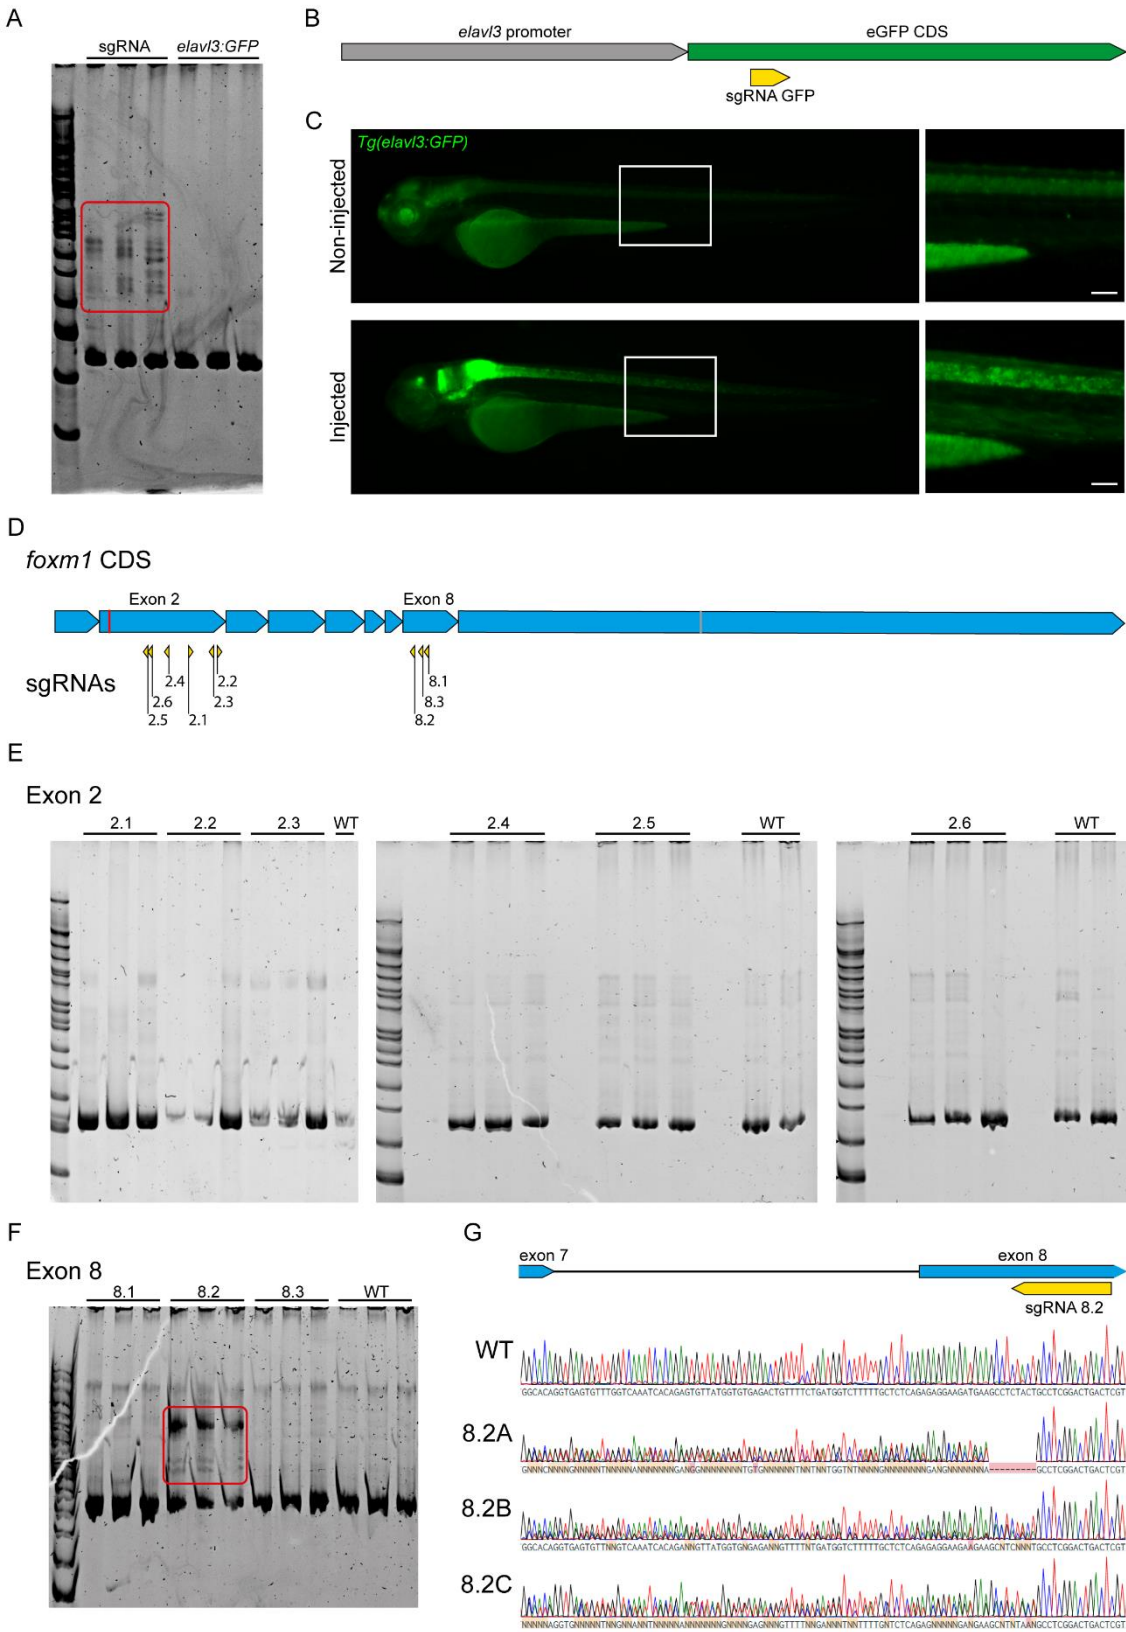 A
sgRNA elavl3:GFP
B
elavl3 promoter eGFP CDS
sgRNA GFP
C
Tg(elavl3:GFP)
Non-injected
Injected
D
foxm1 CDS
Exon 2 Exon 8
sgRNAs
2.4 2.2 8.1
2.6 2.3 8.3
2.5 2.1 8.2
E
Exon 2
2.1 2.2 2.3 WT 2.4 2.5 WT 2.6 WT
F
Exon 8
8.1 8.2 8.3 WT
G
exon 7 exon 8
sgRNA 8.2
WT
GGCACAGGTGAGTGTTTGGTCAAATCACAGAGTGTTATGGTGTGAGACTGTTTTCTGATGGTCTTTTTGCTCTCAGAGAGGAAGATGAAGCCTCTACTGCCTCGGACTGACTCGT
8.2A
8.2B
8.2C